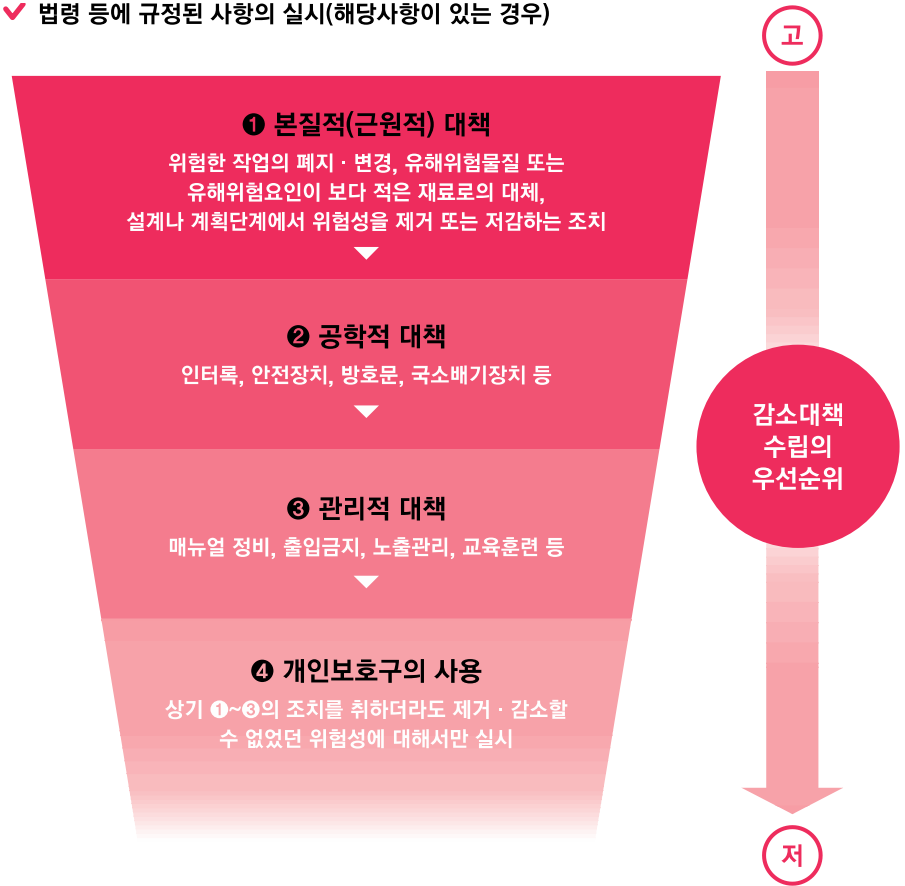 법령 등에 규정된 사항의 실시(해당사항이 있는 경우)
고
❶ 본질적(근원적) 대책
위험한 작업의 폐지 · 변경, 유해위험물질 또는
유해위험요인이 보다 적은 재료로의 대체,
설계나 계획단계에서 위험성을 제거 또는 저감하는 조치
❷ 공학적 대책
인터록, 안전장치, 방호문, 국소배기장치 등
감소대책
수립의
우선순위
❸ 관리적 대책
매뉴얼 정비, 출입금지, 노출관리, 교육훈련 등
❹ 개인보호구의 사용
상기 ❶~❸의 조치를 취하더라도 제거 · 감소할
수 없었던 위험성에 대해서만 실시
저